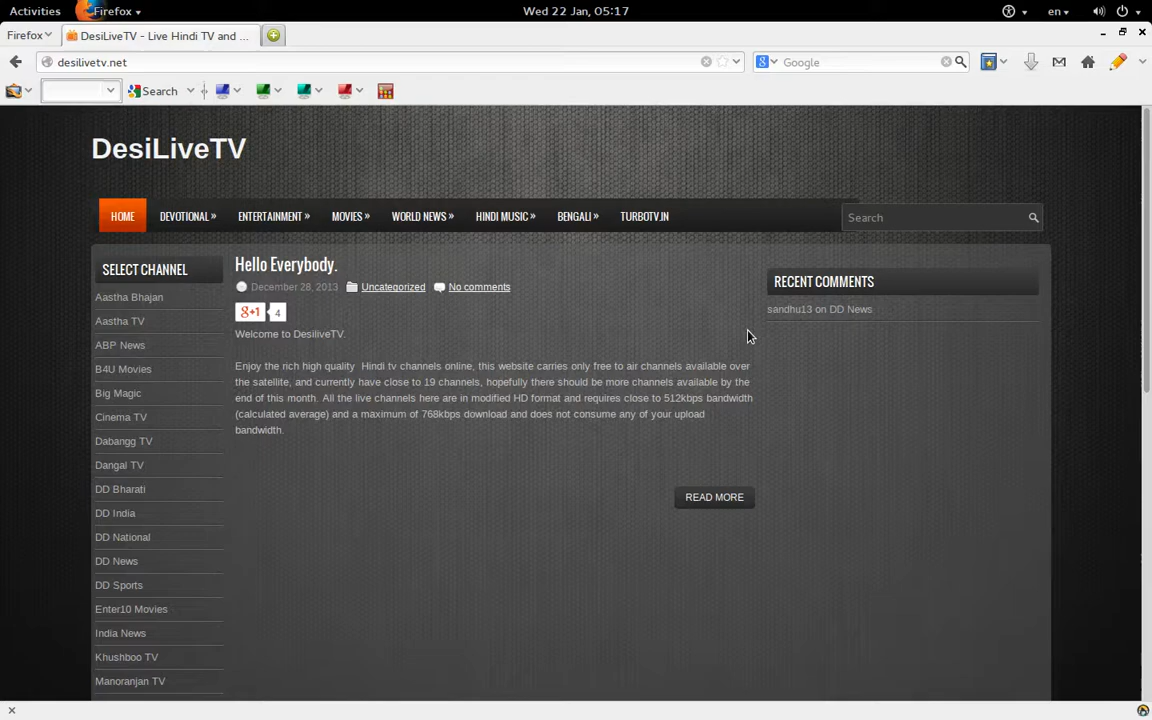 Activities Firefox Wed 22 Jan, 05:17 en
Firefox DesiLiveTV - Live Hindi TV and ...
desilivetv.net Google
Search
DesiLiveTV
HOME DEVOTIONAL » ENTERTAINMENT » MOVIES » WORLD NEWS » HINDI MUSIC » BENGALI » TURBOTV.IN Search
SELECT CHANNEL
Aastha Bhajan
Aastha TV
ABP News
B4U Movies
Big Magic
Cinema TV
Dabangg TV
Dangal TV
DD Bharati
DD India
DD National
DD News
DD Sports
Enter10 Movies
India News
Khushboo TV
Manoranjan TV
Hello Everybody.
December 28, 2013 Uncategorized No comments
g+1 4
Welcome to DesiliveTV.
Enjoy the rich high quality Hindi tv channels online, this website carries only free to air channels available over
the satellite, and currently have close to 19 channels, hopefully there should be more channels available by the
end of this month. All the live channels here are in modified HD format and requires close to 512kbps bandwidth
(calculated average) and a maximum of 768kbps download and does not consume any of your upload
bandwidth.
READ MORE
RECENT COMMENTS
sandhu13 on DD News